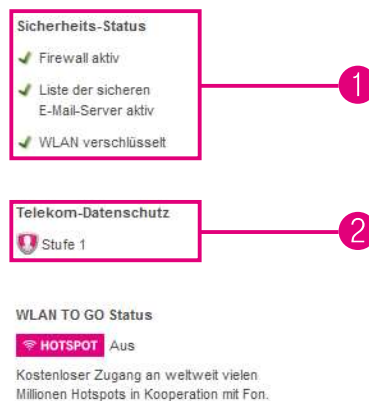 Sicherheits-Status
Firewall aktiv
Liste der sicheren
E-Mail-Server aktiv
WLAN verschlüsselt
1
Telekom-Datenschutz
Stufe 1
2
WLAN TO GO Status
HOTSPOT Aus
Kostenloser Zugang an weltweit vielen
Millionen Hotspots in Kooperation mit Fon.